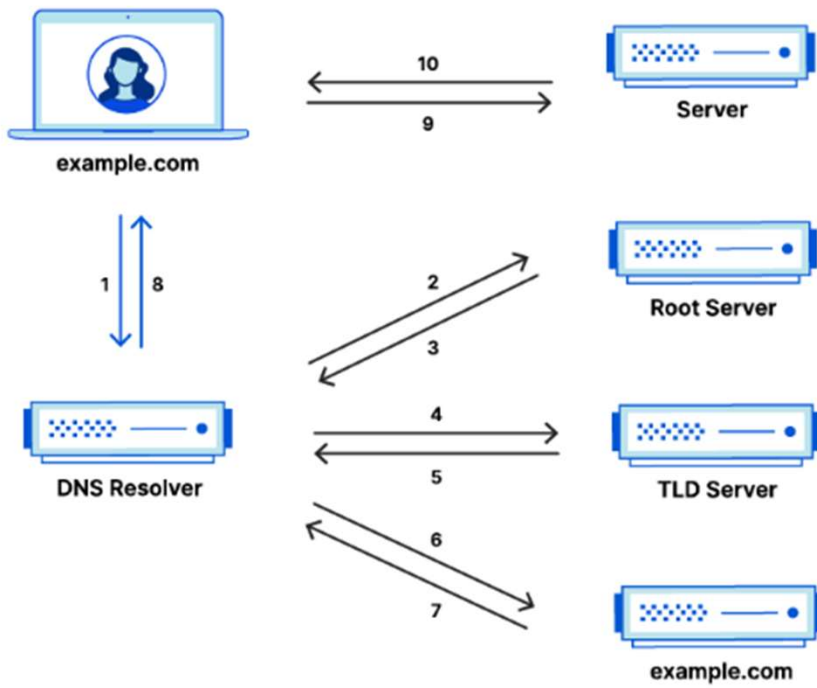 10
9
Server
example.com
1
8
2
3
Root Server
4
5
DNS Resolver
TLD Server
6
7
example.com